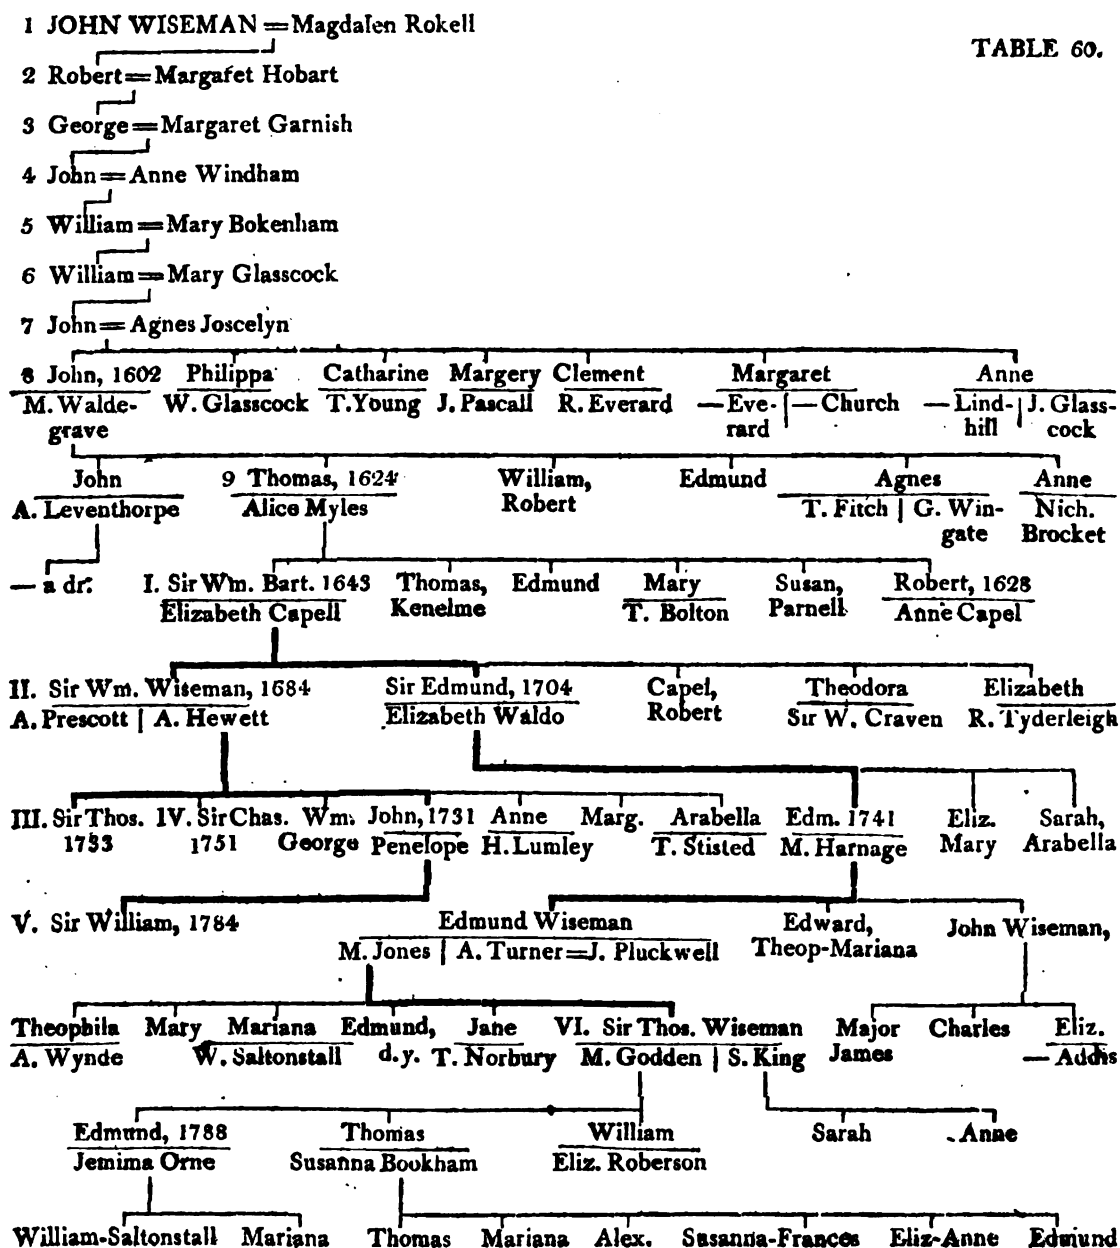 1 JOHN WISEMAN = Magdalen Rokell
TABLE 60.
2 Robert = Margaret Hobart
3 George = Margaret Garnish
4 John = Anne Windham
5 William = Mary Bokenham
6 William = Mary Glasscock
7 John = Agnes Joscelyn
8 John, 1602 Philippa Catharine Margery Clement Margaret Anne
M. Walde- W. Glasscock T. Young J. Pascall R. Everard — Eve- | — Church — Lind- | J. Glass-
grave rard hill cock
John 9 Thomas, 1624 William, Edmund Agnes Anne
A. Leventhorpe Alice Myles Robert T. Fitch | G. Win- Nich.
gate Brocket
— a dr. I. Sir Wm. Bart. 1643 Thomas, Edmund Mary Susan, Robert, 1628
Elizabeth Capell Kenelme T. Bolton Parnell Anne Capel
II. Sir Wm. Wiseman, 1684 Sir Edmund, 1704 Capel, Theodora Elizabeth
A. Prescott | A. Hewett Elizabeth Waldo Robert Sir W. Craven R. Tyderleigh
III. Sir Thos. IV. Sir Chas. Wm. John, 1731 Anne Marg. Arabella Edm. 1741 Eliz. Sarah,
1733 1751 George Penelope H. Lumley T. Stisted M. Harnage Mary Arabella
V. Sir William, 1784 Edmund Wiseman Edward, John Wiseman,
M. Jones | A. Turner = J. Pluckwell Theop-Mariana
Theophila Mary Mariana Edmund, Jane VI. Sir Thos. Wiseman Major Charles Eliz.
A. Wynde W. Saltonstall d.y. T. Norbury M. Godden | S. King James — Addis
Edmund, 1788 Thomas William Sarah Anne
Jemima Orne Susanna Bookham Eliz. Roberson
William-Saltonstall Mariana Thomas Mariana Alex. Susanna-Frances Eliz-Anne Edmund